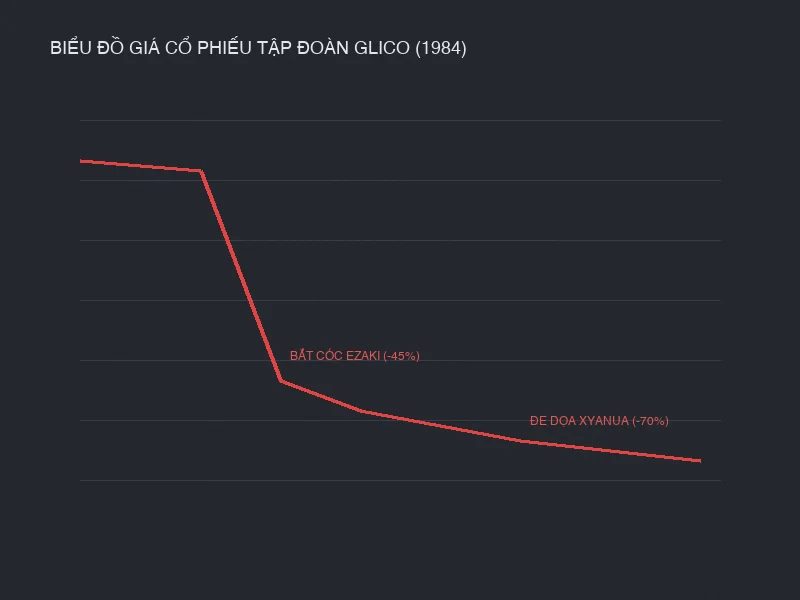 BIỂU ĐỒ GIÁ CỔ PHIẾU TẬP ĐOÀN GLICO (1984)
BẮT CÓC EZAKI (-45%)
ĐE DỌA XYANUA (-70%)